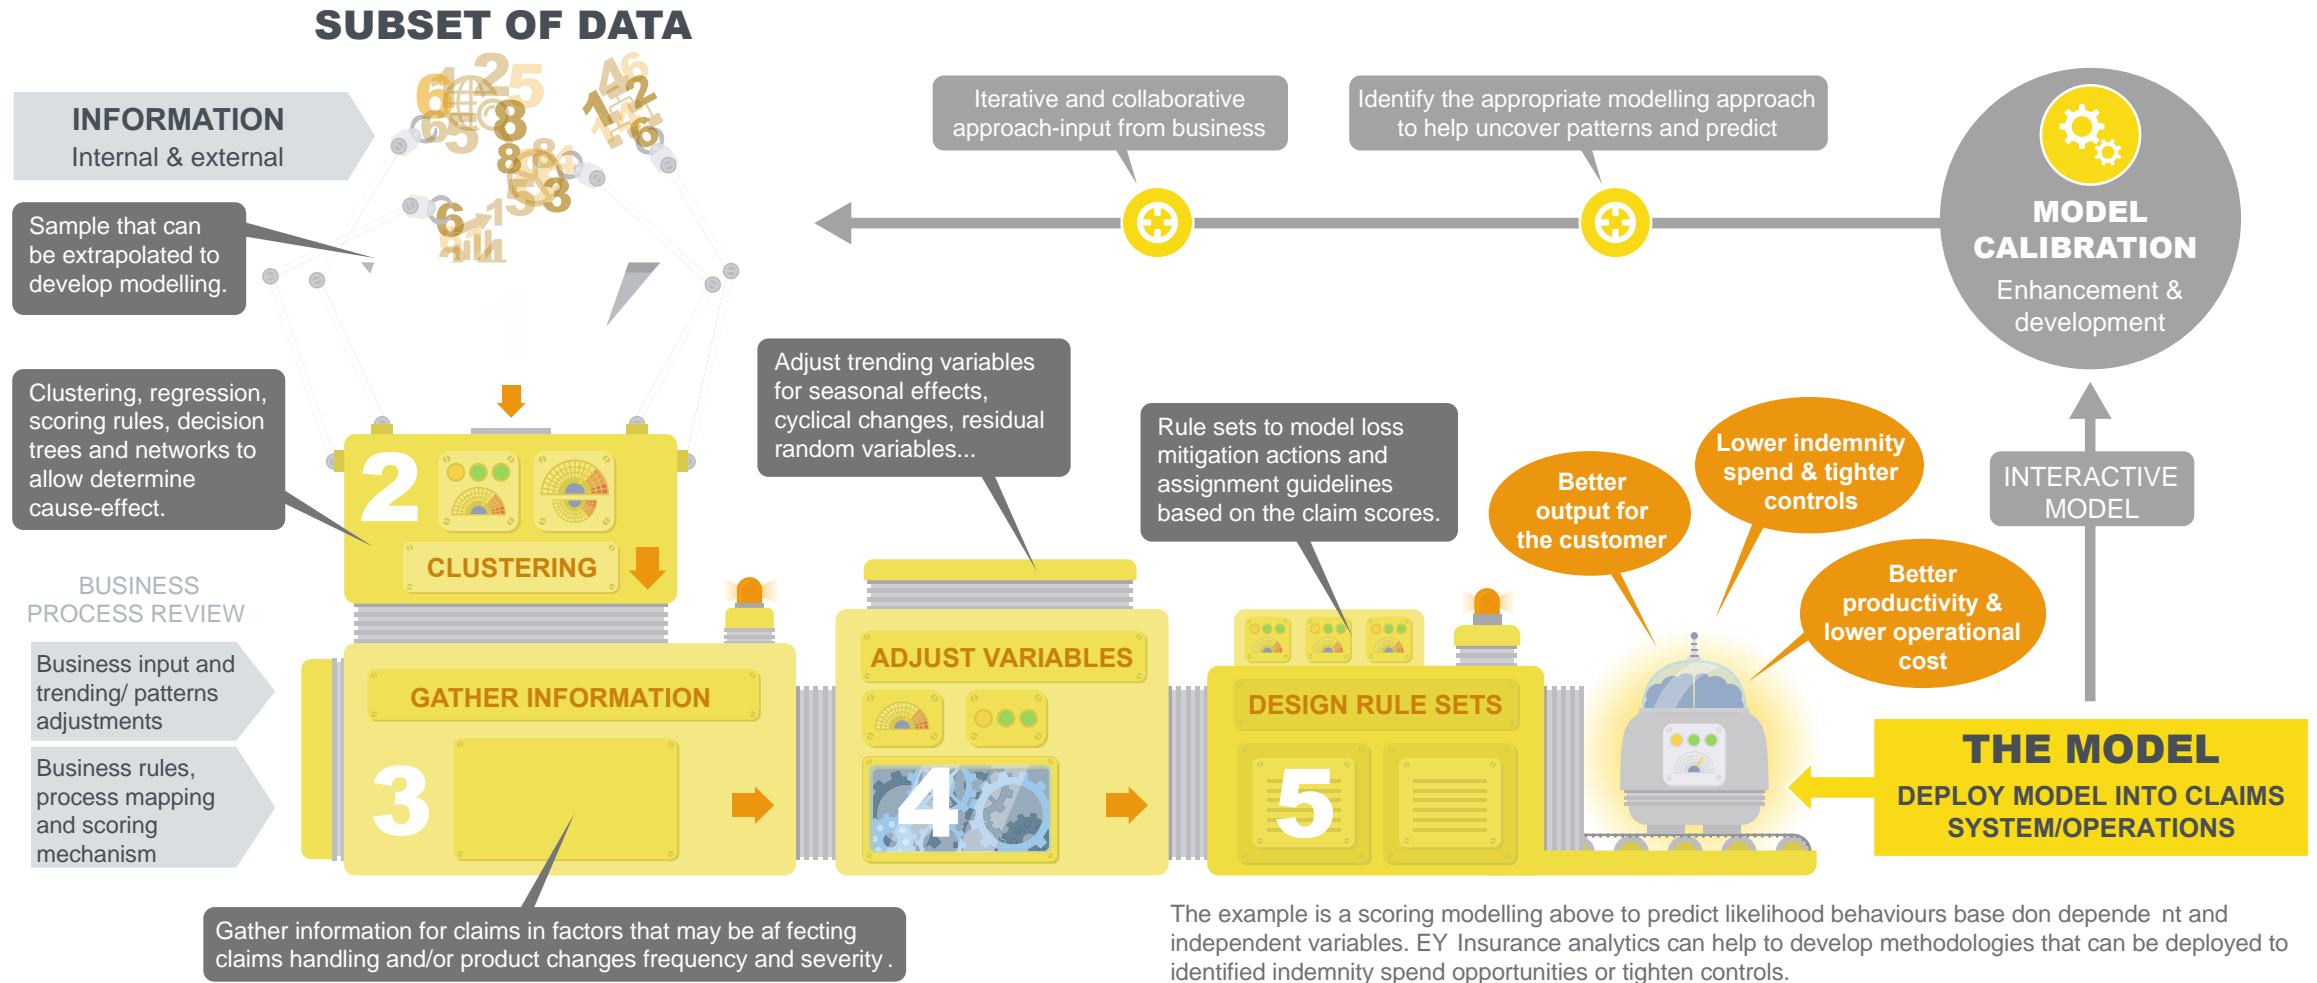 SUBSET OF DATA
INFORMATION
Internal & external
Sample that can
be extrapolated to
develop modelling.
Iterative and collaborative
approach-input from business
Identify the appropriate modelling approach
to help uncover patterns and predict
MODEL
CALIBRATION
Enhancement &
development
Clustering, regression,
scoring rules, decision
trees and networks to
allow determine
cause-effect.
2
CLUSTERING
Adjust trending variables
for seasonal effects,
cyclical changes, residual
random variables...
Rule sets to model loss
mitigation actions and
assignment guidelines
based on the claim scores.
Better
output for
the customer
Lower indemnity
spend & tighter
controls
Better
productivity &
lower operational
cost
INTERACTIVE
MODEL
BUSINESS
PROCESS REVIEW
Business input and
trending/ patterns
adjustments
Business rules,
process mapping
and scoring
mechanism
GATHER INFORMATION
3
ADJUST VARIABLES
4
DESIGN RULE SETS
5
THE MODEL
DEPLOY MODEL INTO CLAIMS
SYSTEM/OPERATIONS
Gather information for claims in factors that may be af fecting
claims handling and/or product changes frequency and severity .
The example is a scoring modelling above to predict likelihood behaviours base don depende nt and
independent variables. EY Insurance analytics can help to develop methodologies that can be deployed to
identified indemnity spend opportunities or tighten controls.